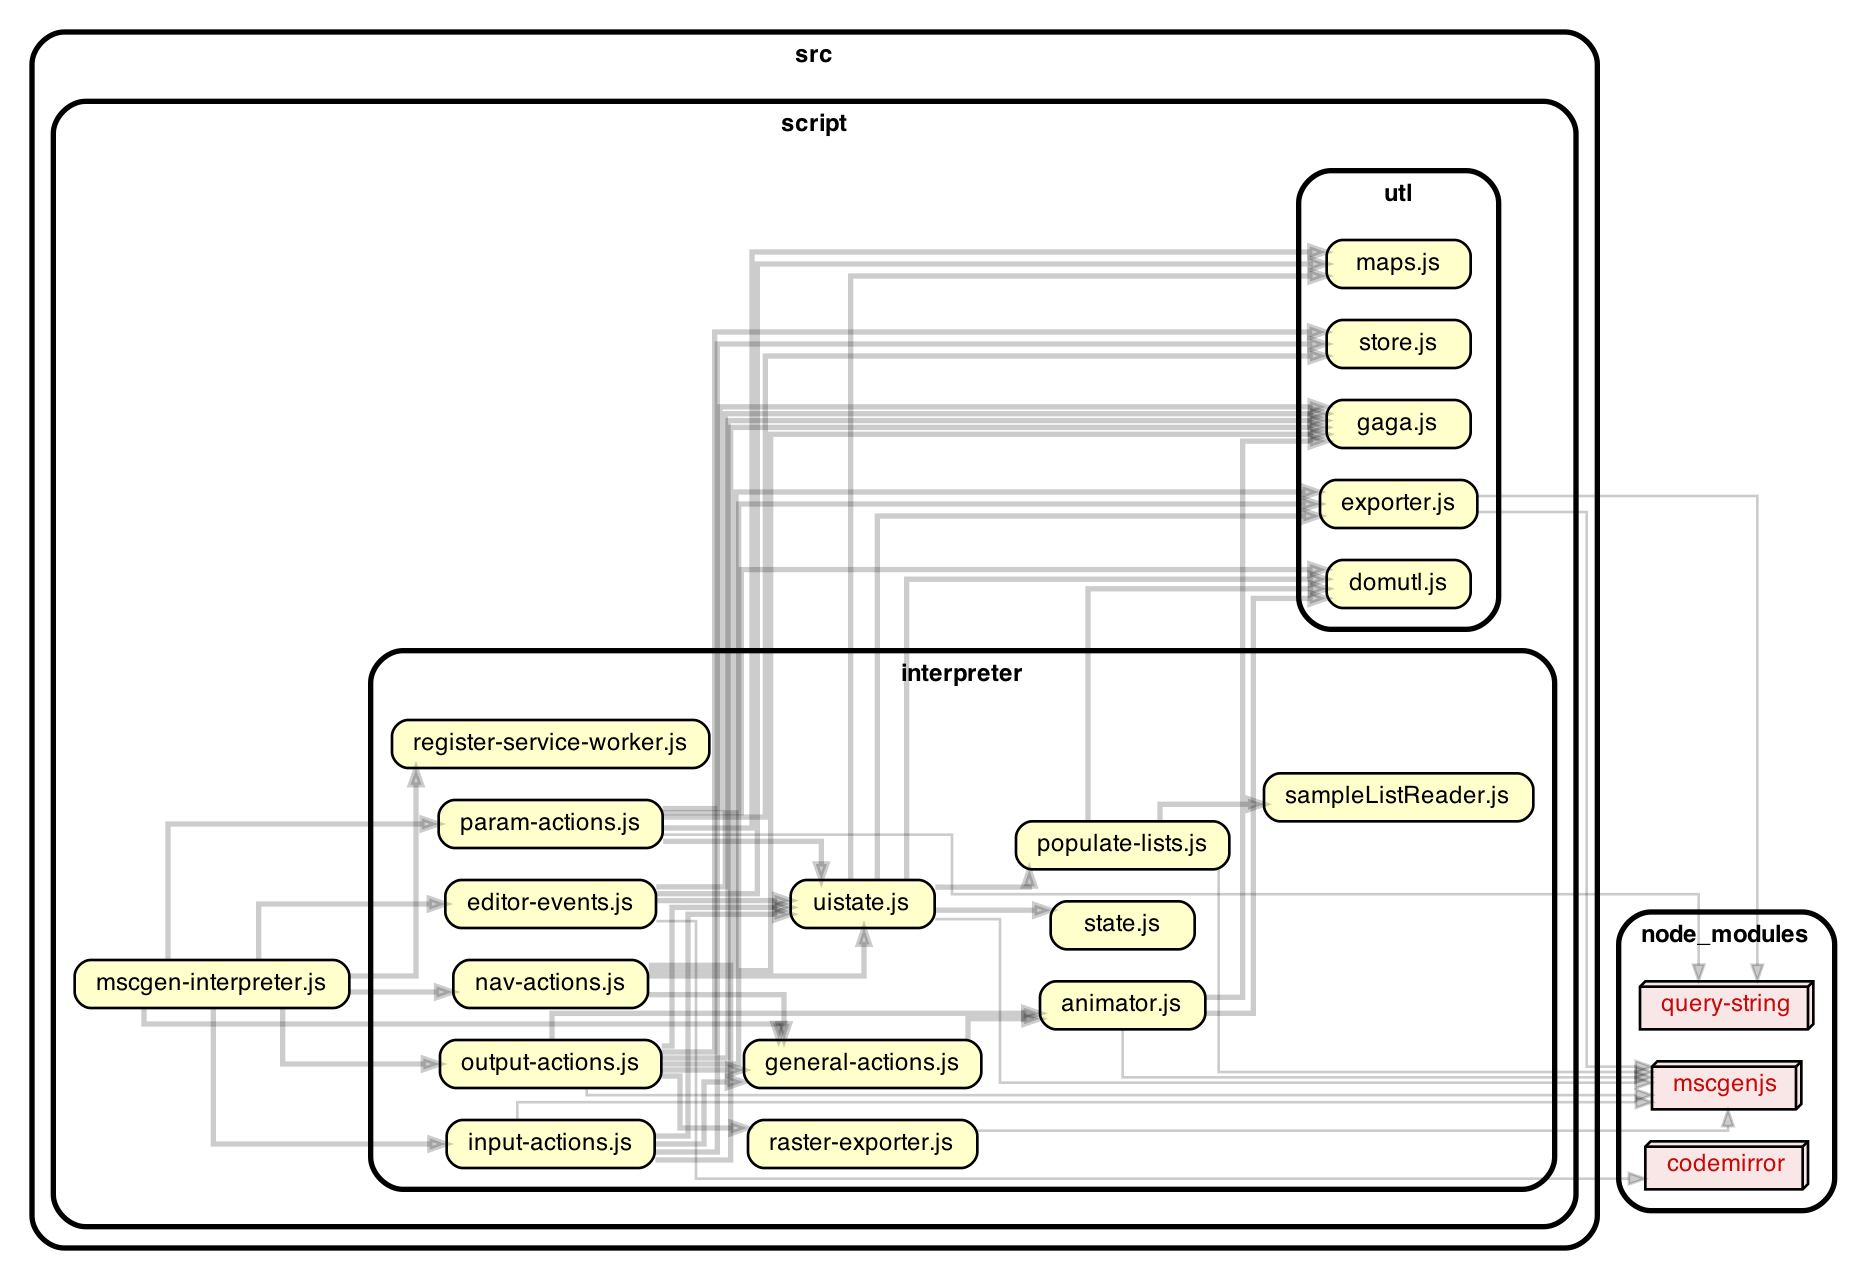 src
script
utl
maps.js
store.js
gaga.js
exporter.js
domutl.js
interpreter
register-service-worker.js
param-actions.js
editor-events.js
nav-actions.js
output-actions.js
input-actions.js
mscgen-interpreter.js
uistate.js
general-actions.js
raster-exporter.js
populate-lists.js
state.js
animator.js
sampleListReader.js
node_modules
query-string
mscgenjs
codemirror